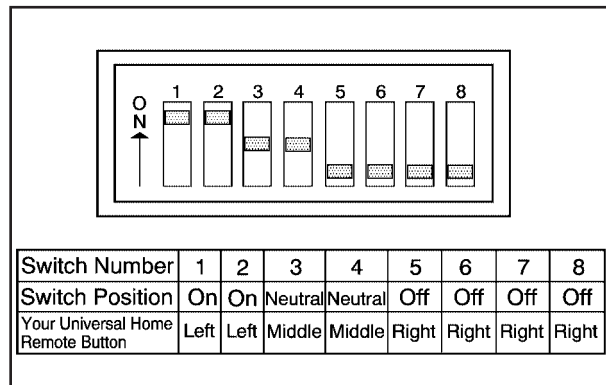 1 2 3 4 5 6 7 8
ON
Switch Number 1 2 3 4 5 6 7 8
Switch Position On On Neutral Neutral Off Off Off Off
Your Universal Home
Remote Button Left Left Middle Middle Right Right Right Right